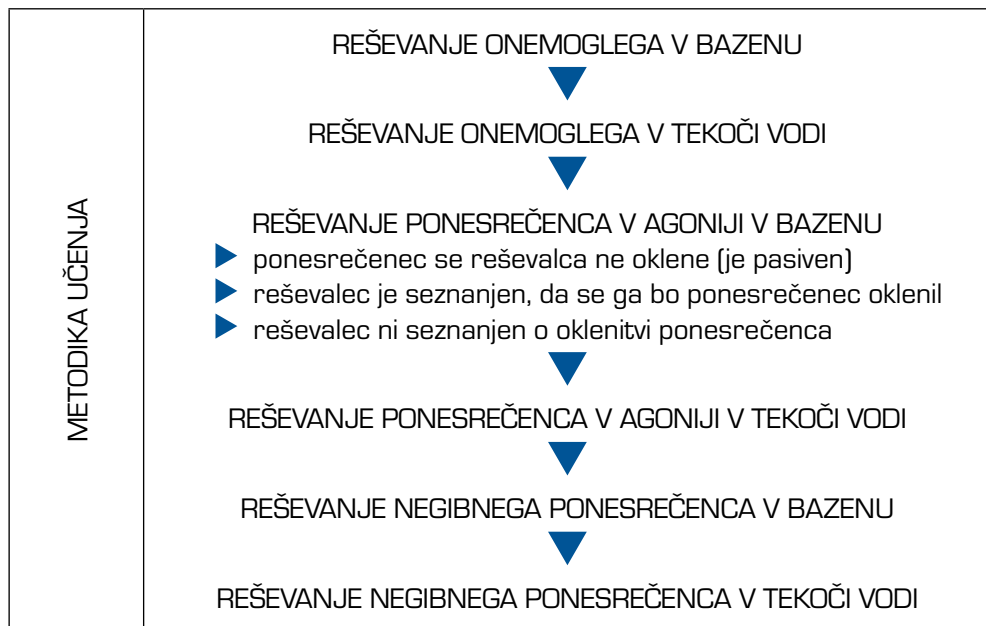 METODIKA UČENJA
REŠEVANJE ONEMOGLEGA V BAZENU
REŠEVANJE ONEMOGLEGA V TEKOČI VODI
REŠEVANJE PONESREČENCA V AGONIJI V BAZENU
ponesrečenec se reševalca ne oklene (je pasiven)
reševalec je seznanjen, da se ga bo ponesrečenec oklenil
reševalec ni seznanjen o oklenitvi ponesrečenca
REŠEVANJE PONESREČENCA V AGONIJI V TEKOČI VODI
REŠEVANJE NEGIBNEGA PONESREČENCA V BAZENU
REŠEVANJE NEGIBNEGA PONESREČENCA V TEKOČI VODI